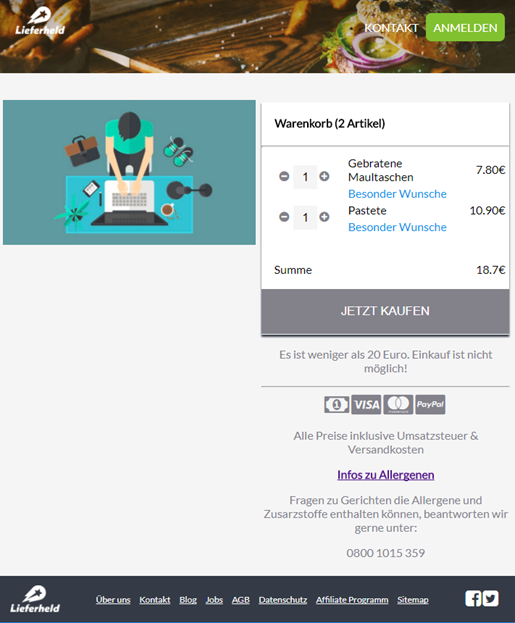 Lieferheld
KONTAKT
ANMELDEN
Warenkorb (2 Artikel)
1
Gebratene
Maultaschen
7.80€
Besonder Wunsche
1
Pastete
10.90€
Besonder Wunsche
Summe
18.7€
JETZT KAUFEN
Es ist weniger als 20 Euro. Einkauf ist nicht
möglich!
1
VISA
mastercard
PayPal
Alle Preise inklusive Umsatzsteuer &
Versandkosten
Infos zu Allergenen
Fragen zu Gerichten die Allergene und
Zusarzstoffe enthalten können, beantworten wir
gerne unter:
0800 1015 359
Lieferheld
Über uns
Kontakt
Blog
Jobs
AGB
Datenschutz
Affiliate Programm
Sitemap